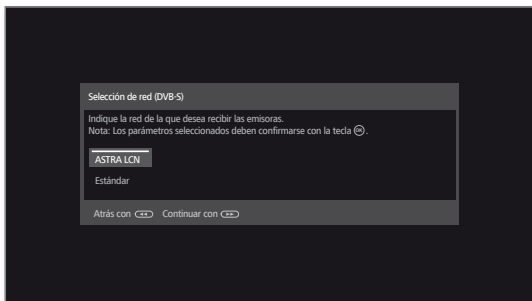 Selección de red (DVB-S)
Indique la red de la que desea recibir las emisoras.
Nota: Los parámetros seleccionados deben confirmarse con la tecla OK.
ASTRA LCN
Estándar
Atrás con ◄◄ Continuar con ►►